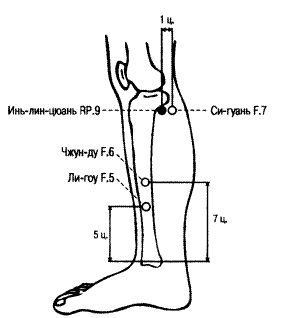 1 ц.
Инь-лин-цюань RP.9
Си-гуань F.7
Чжун-ду F.6
Ли-гоу F.5
5 ц.
7 ц.